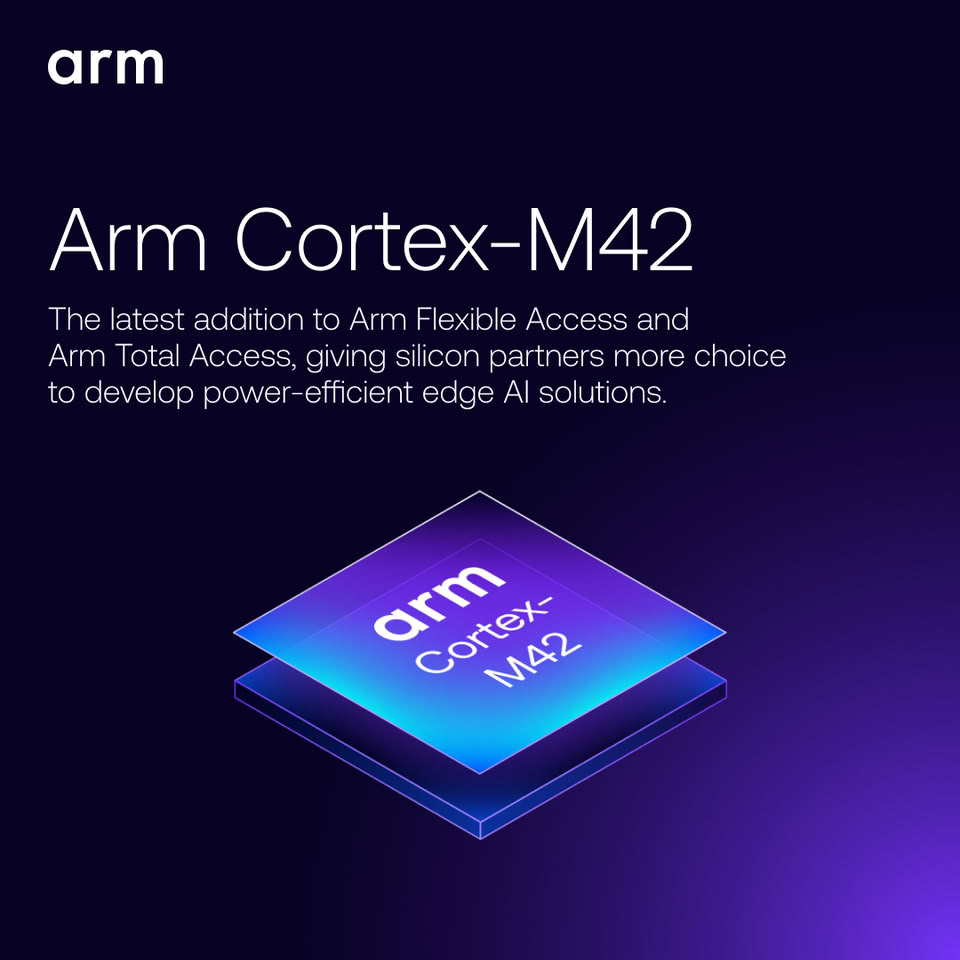 arm
Arm Cortex-M42
The latest addition to Arm Flexible Access and
Arm Total Access, giving silicon partners more choice
to develop power-efficient edge AI solutions.
arm
Cortex-
M42